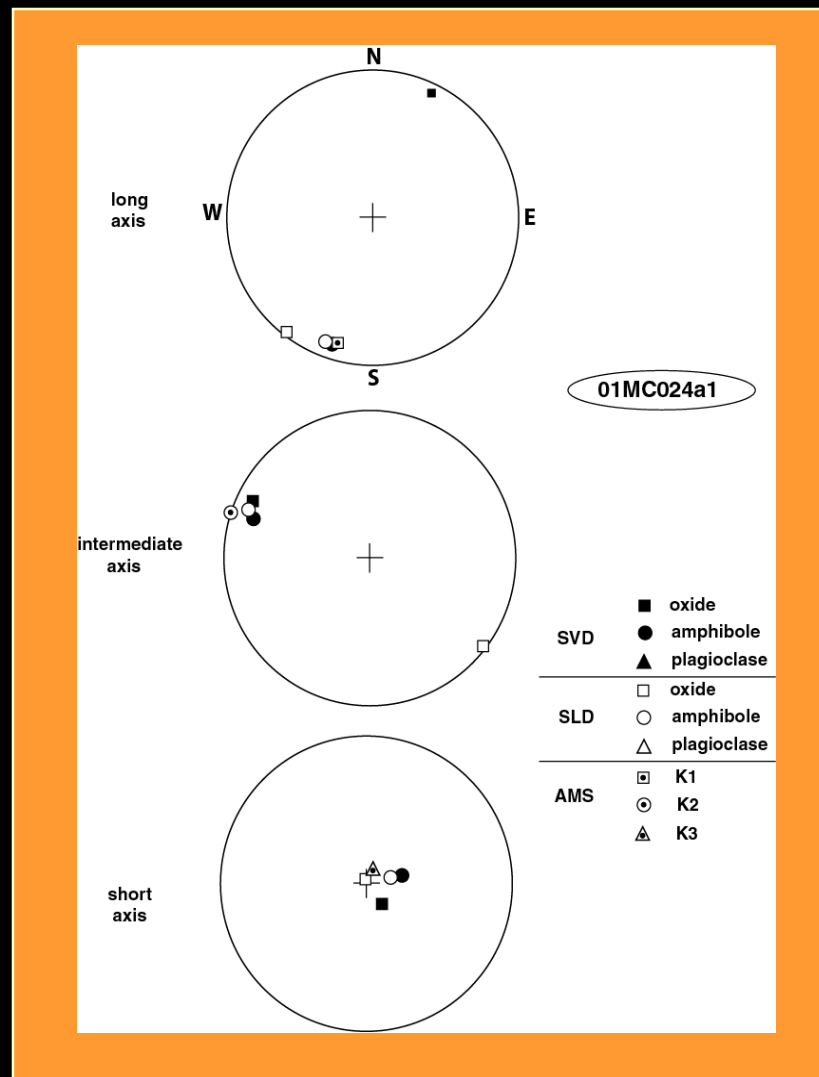 N
long
axis
W
E
S
01MC024a1
intermediate
axis
oxide
SVD
amphibole
plagioclase
oxide
SLD
amphibole
plagioclase
K1
AMS
K2
K3
short
axis